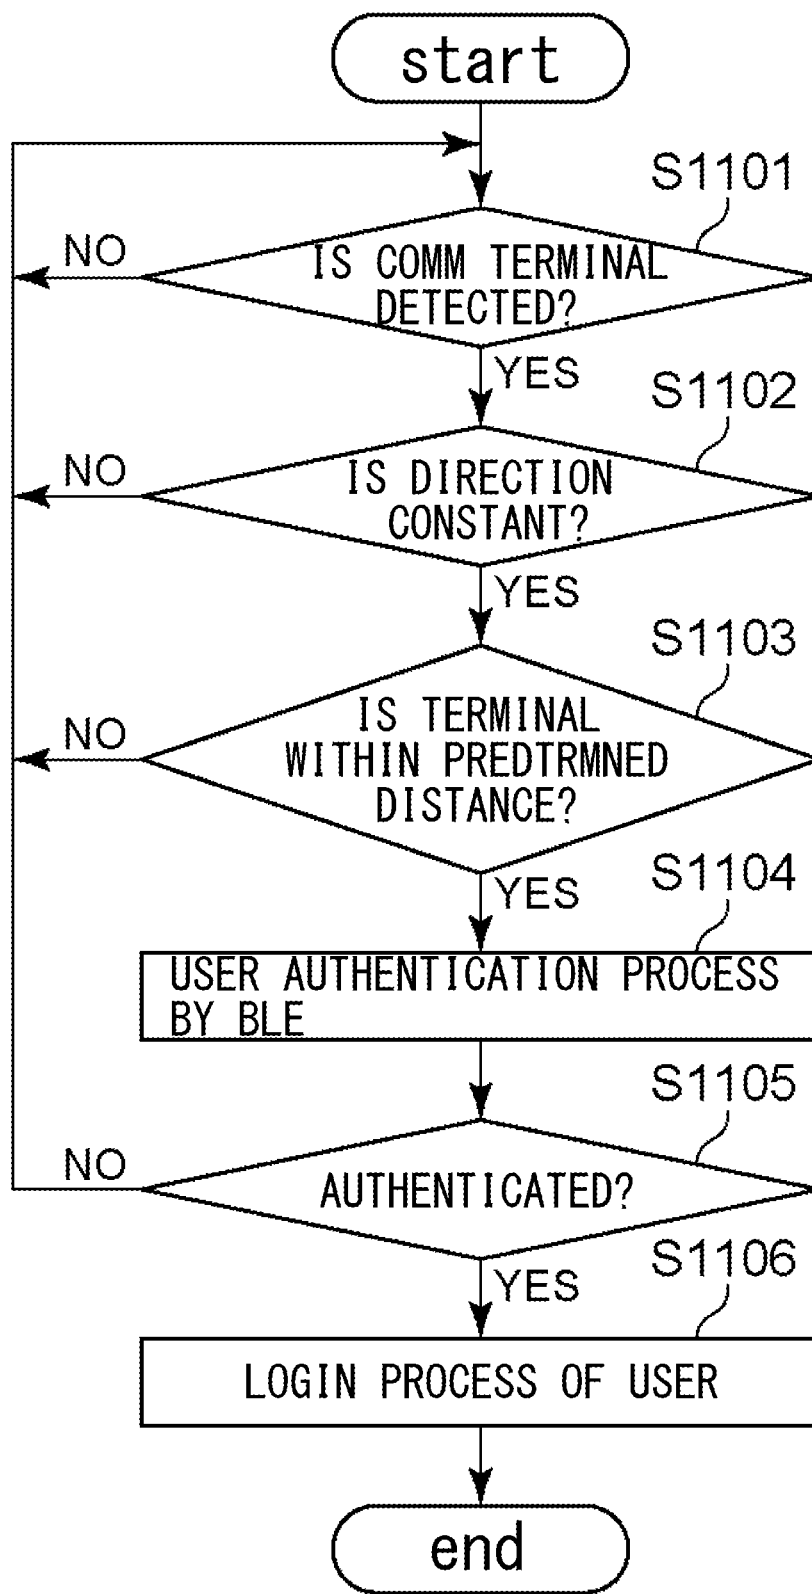 start
S1101
NO
IS COMM TERMINAL
DETECTED?
YES
S1102
NO
IS DIRECTION
CONSTANT?
YES
S1103
NO
IS TERMINAL
WITHIN PREDTRMNED
DISTANCE?
YES
S1104
USER AUTHENTICATION PROCESS
BY BLE
S1105
NO
AUTHENTICATED?
YES
S1106
LOGIN PROCESS OF USER
end